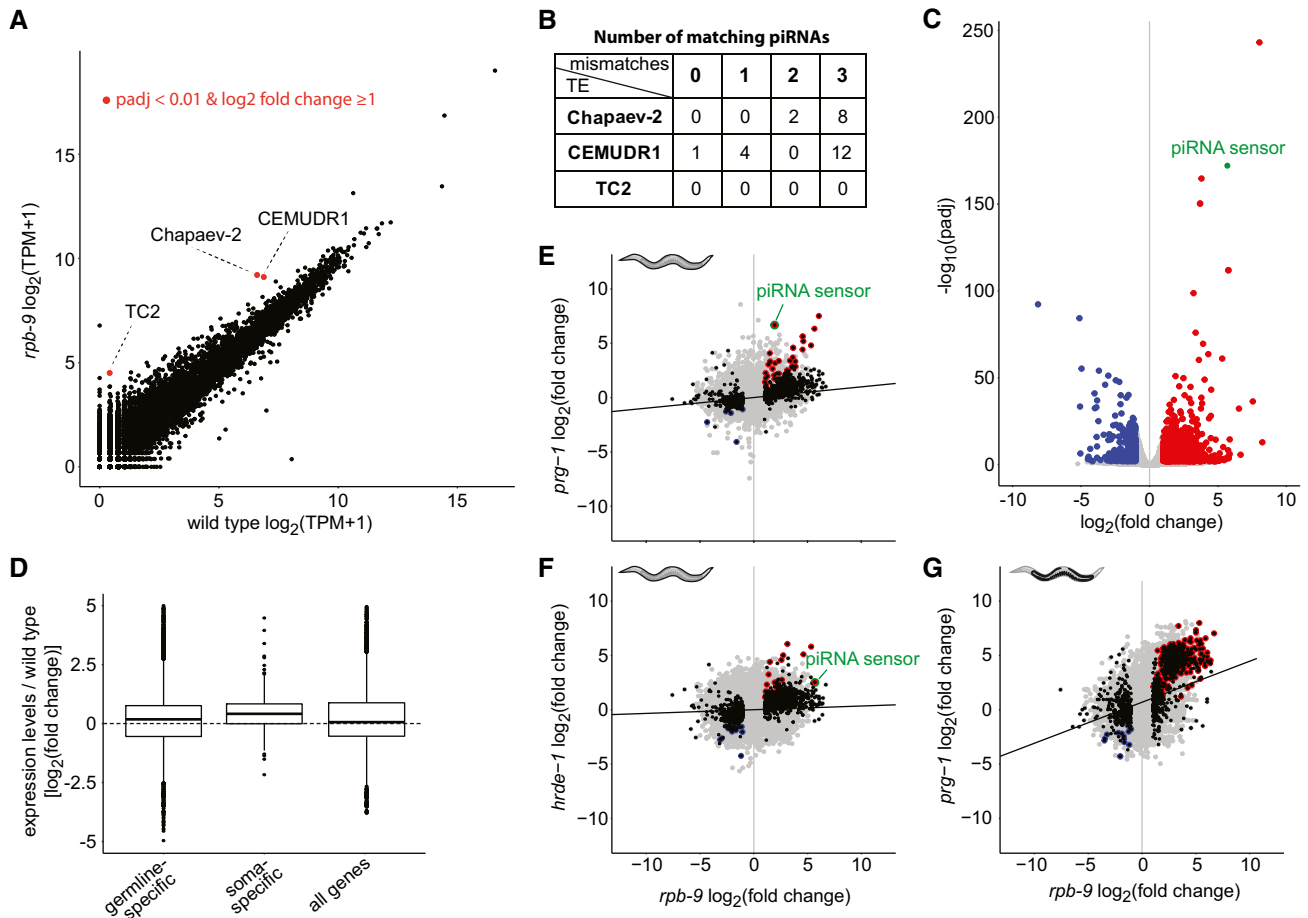 A
padj < 0.01 & log2 fold change ≥1
15
10
5
0
0
5
10
15
TC2
Chapaev-2
CEMUDR1
rpb-9 log2(TPM+1)
wild type log2(TPM+1)
B
Number of matching piRNAs
mismatches
TE
0 1 2 3
Chapaev-2 0 0 2 8
CEMUDR1 1 4 0 12
TC2 0 0 0 0
C
250
200
150
100
50
0
-10 -5 0 5 10
piRNA sensor
-log10(padj)
log2(fold change)
D
5
2.5
0
-2.5
-5
expression levels / wild type
[log2(fold change)]
germline-
specific
soma-
specific
all genes
E
10
5
0
−5
−10
piRNA sensor
prg−1 log2(fold change)
F
10
5
0
−5
−10
−10 −5 0 5 10
piRNA sensor
hrde−1 log2(fold change)
rpb-9 log2(fold change)
G
10
5
0
−5
−10
−10 −5 0 5 10
prg−1 log2(fold change)
rpb-9 log2(fold change)